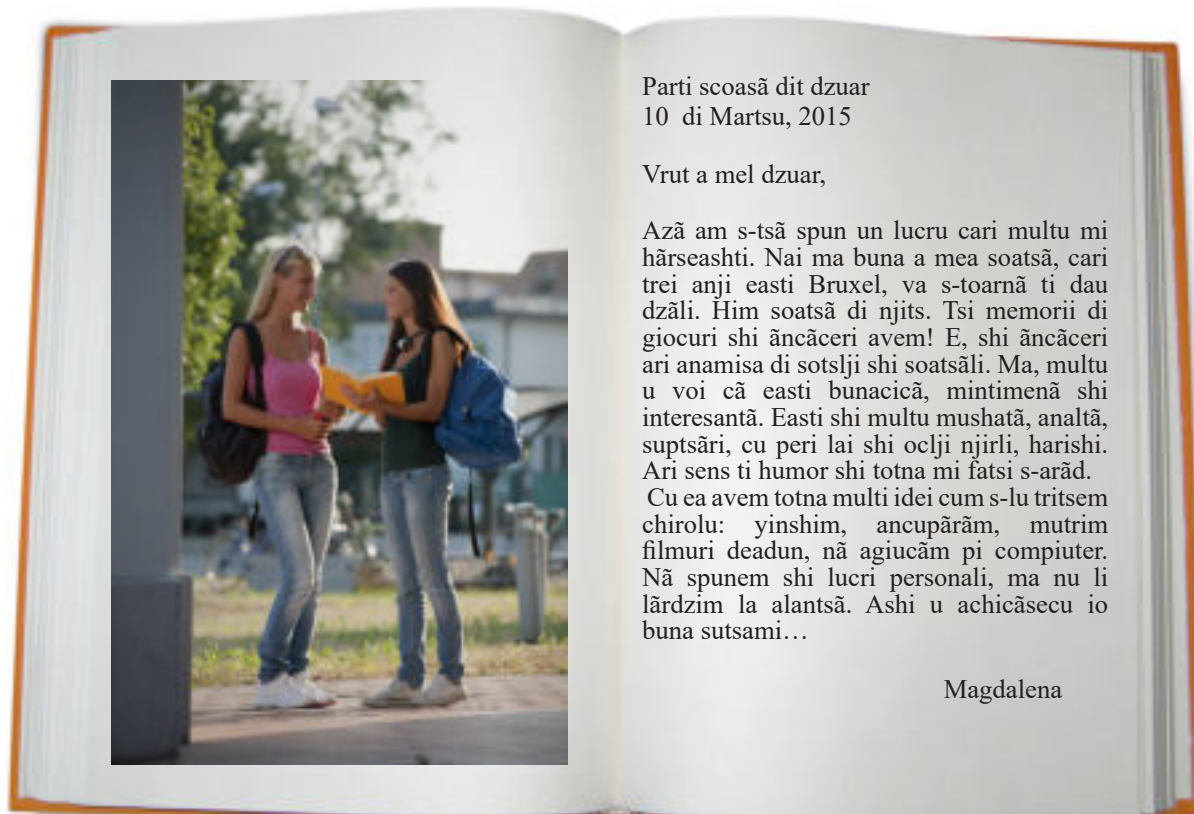 Parti scoasã dit dzuar
10 di Martsu, 2015
Vrut a mel dzuar,
Azã am s-tsã spun un lucru cari multu mi
hãrseashti. Nai ma buna a mea soatsã, cari
trei anji easti Bruxel, va s-toarnã ti dau
dzãli. Him soatsã di njits. Tsi memorii di
giocuri shi ãncãceri avem! E, shi ãncãceri
ari anamisa di sotslji shi soatsãli. Ma, multu
u voi cã easti bunacicã, mintimenã shi
interesantã. Easti shi multu mushatã, analtã,
suptsãri, cu peri lai shi oclji njirli, harishi.
Ari sens ti humor shi totna mi fatsi s-arãd.
Cu ea avem totna multi idei cum s-lu tritsem
chirolu: yinshim, ancupãrãm, mutrim
filmuri deadun, nã agiucãm pi compiuter.
Nã spunem shi lucri personali, ma nu li
lãrdzim la alantsã. Ashi u achicãsecu io
buna sutsami…
Magdalena